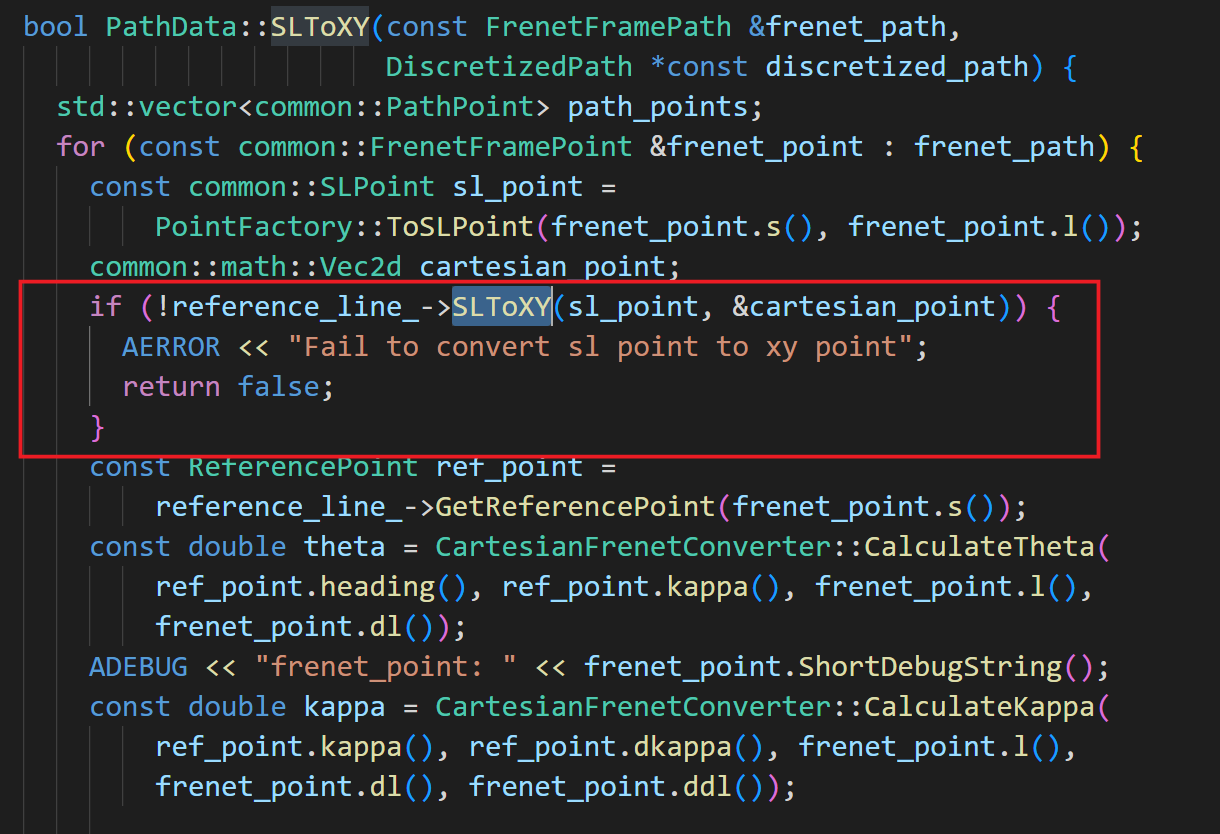 bool PathData::SLToXY(const FrenetFramePath &frenet_path,
DiscretizedPath *const discretized_path) {
std::vector<common::PathPoint> path_points;
for (const common::FrenetFramePoint &frenet_point : frenet_path) {
const common::SLPoint sl_point =
PointFactory::ToSLPoint(frenet_point.s(), frenet_point.l());
common::math::Vec2d cartesian_point;
if (!reference_line_->SLToXY(sl_point, &cartesian_point)) {
AERROR << "Fail to convert sl point to xy point";
return false;
}
const ReferencePoint ref_point =
reference_line_->GetReferencePoint(frenet_point.s());
const double theta = CartesianFrenetConverter::CalculateTheta(
ref_point.heading(), ref_point.kappa(), frenet_point.l(),
frenet_point.dl());
ADEBUG << "frenet_point: " << frenet_point.ShortDebugString();
const double kappa = CartesianFrenetConverter::CalculateKappa(
ref_point.kappa(), ref_point.dkappa(), frenet_point.l(),
frenet_point.dl(), frenet_point.ddl());